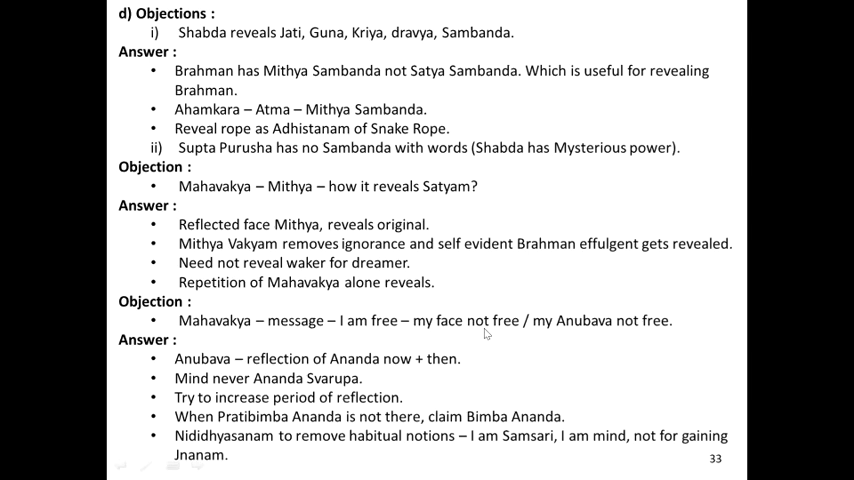 d) Objections :
i) Shabda reveals Jati, Guna, Kriya, dravya, Sambanda.
Answer :
• Brahman has Mithya Sambanda not Satya Sambanda. Which is useful for revealing
Brahman.
• Ahamkara – Atma – Mithya Sambanda.
• Reveal rope as Adhistanam of Snake Rope.
ii) Supta Purusha has no Sambanda with words (Shabda has Mysterious power).
Objection :
• Mahavakya – Mithya – how it reveals Satyam?
Answer :
• Reflected face Mithya, reveals original.
• Mithya Vakyam removes ignorance and self evident Brahman effulgent gets revealed.
• Need not reveal waker for dreamer.
• Repetition of Mahavakya alone reveals.
Objection :
• Mahavakya – message – I am free – my face not free / my Anubava not free.
Answer :
• Anubava – reflection of Ananda now + then.
• Mind never Ananda Svarupa.
• Try to increase period of reflection.
• When Pratibimba Ananda is not there, claim Bimba Ananda.
• Nididhyasanam to remove habitual notions – I am Samsari, I am mind, not for gaining
Jnanam.
33